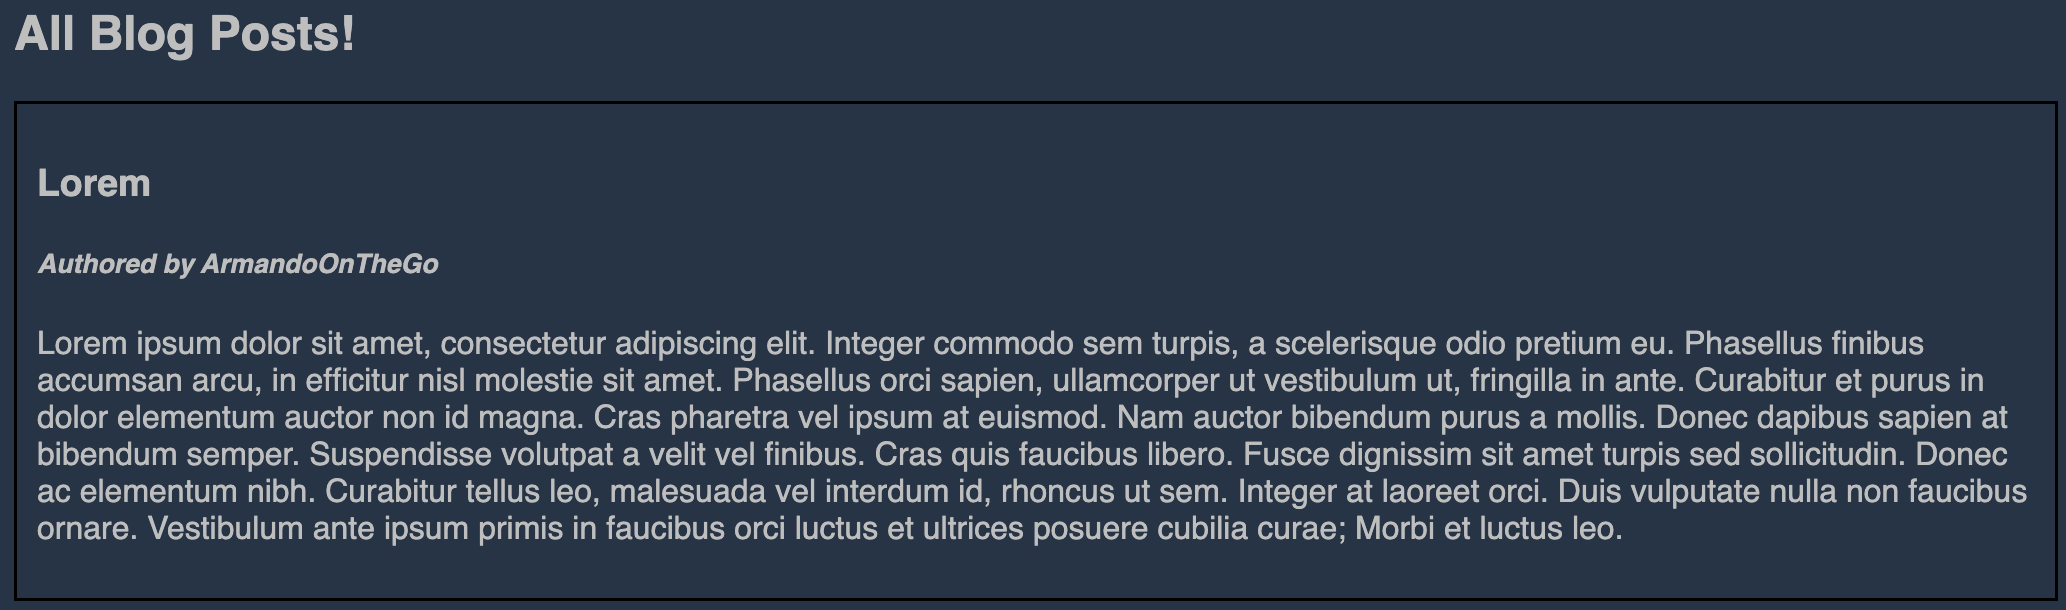 All Blog Posts!
Lorem
Authored by ArmandoOnTheGo
Lorem ipsum dolor sit amet, consectetur adipiscing elit. Integer commodo sem turpis, a scelerisque odio pretium eu. Phasellus finibus
accumsan arcu, in efficitur nisl molestie sit amet. Phasellus orci sapien, ullamcorper ut vestibulum ut, fringilla in ante. Curabitur et purus in
dolor elementum auctor non id magna. Cras pharetra vel ipsum at euismod. Nam auctor bibendum purus a mollis. Donec dapibus sapien at
bibendum semper. Suspendisse volutpat a velit vel finibus. Cras quis faucibus libero. Fusce dignissim sit amet turpis sed sollicitudin. Donec
ac elementum nibh. Curabitur tellus leo, malesuada vel interdum id, rhoncus ut sem. Integer at laoreet orci. Duis vulputate nulla non faucibus
ornare. Vestibulum ante ipsum primis in faucibus orci luctus et ultrices posuere cubilia curae; Morbi et luctus leo.